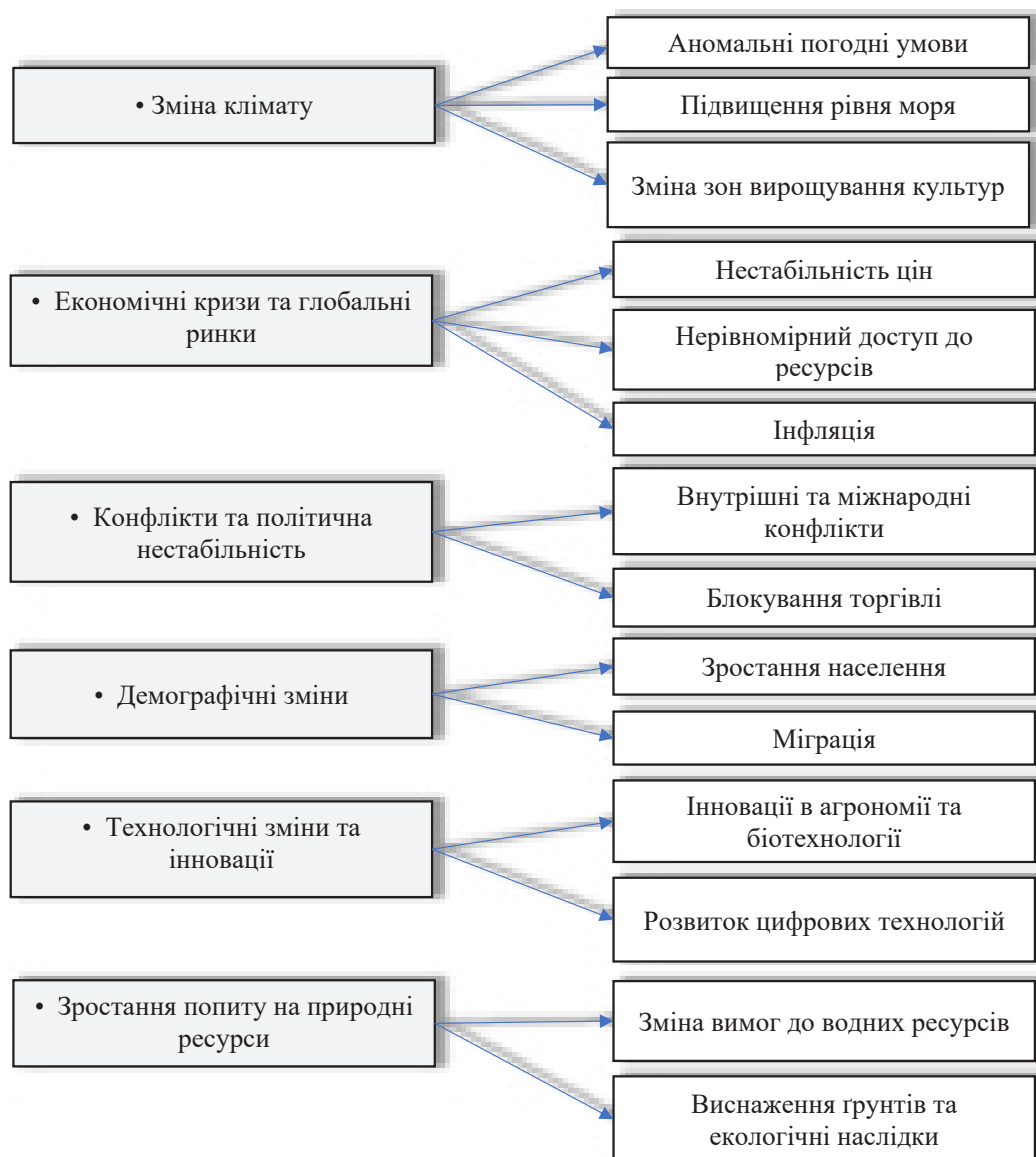 • Зміна клімату
Аномальні погодні умови
Підвищення рівня моря
Зміна зон вирощування культур
• Економічні кризи та глобальні
ринки
Нестабільність цін
Нерівномірний доступ до
ресурсів
Інфляція
• Конфлікти та політична
нестабільність
Внутрішні та міжнародні
конфлікти
Блокування торгівлі
• Демографічні зміни
Зростання населення
Міграція
• Технологічні зміни та
інновації
Інновації в агрономії та
біотехнології
Розвиток цифрових технологій
• Зростання попиту на природні
ресурси
Зміна вимог до водних ресурсів
Виснаження ґрунтів та
екологічні наслідки